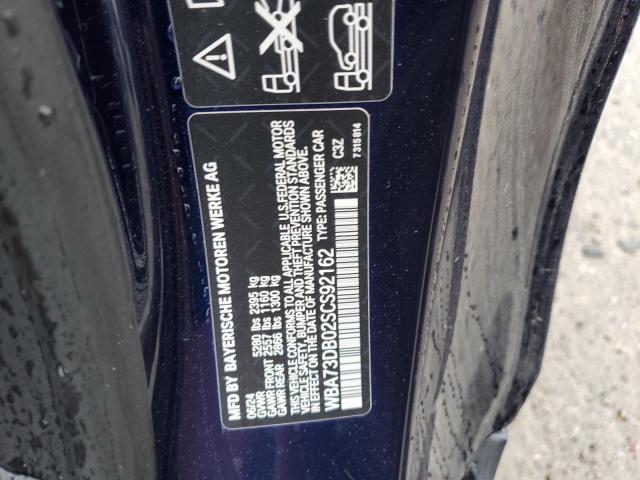 MFD BY BAYERISCHE MOTOREN WERKE AG
06/24
GVWR 5280 lbs 2395 kg
GAWR FRONT 2557 lbs 1160 kg
GAWR REAR 2866 lbs 1300 kg
THIS VEHICLE CONFORMS TO ALL APPLICABLE U.S. FEDERAL MOTOR
SAFETY, BUMPER AND THEFT PREVENTION STANDARDS
IN EFFECT ON THE DATE OF MANUFACTURE SHOWN ABOVE.
WBA73DB02SCS92162 TYPE: PASSENGER CAR
C3Z
7315814